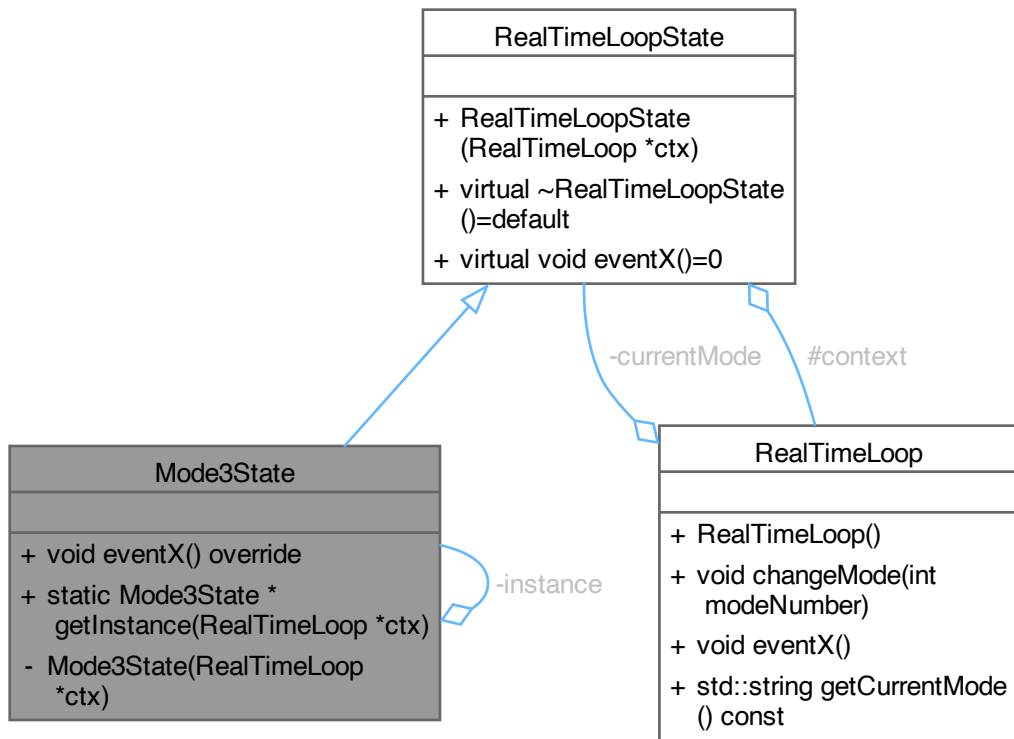 RealTimeLoopState
+ RealTimeLoopState
(RealTimeLoop *ctx)
+ virtual ~RealTimeLoopState
()=default
+ virtual void eventX()=0
-currentMode
#context
Mode3State
+ void eventX() override
+ static Mode3State *
getInstance(RealTimeLoop *ctx)
- Mode3State(RealTimeLoop
*ctx)
-instance
RealTimeLoop
+ RealTimeLoop()
+ void changeMode(int
modeNumber)
+ void eventX()
+ std::string getCurrentMode
() const